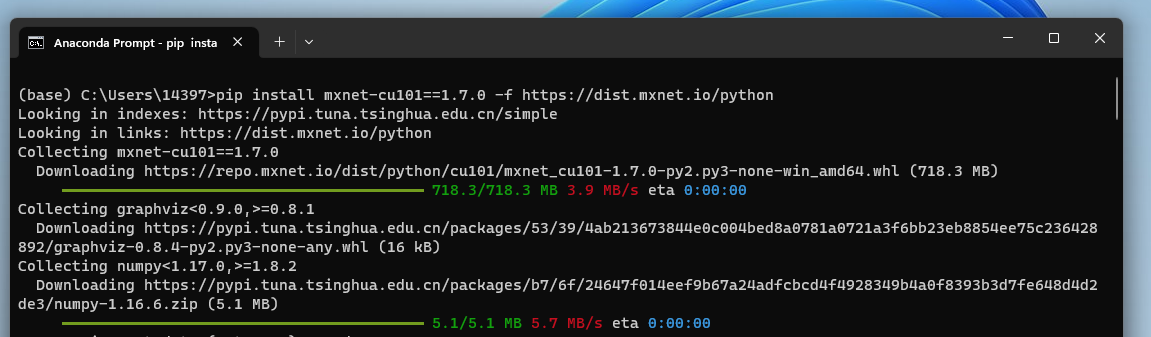 Anaconda Prompt - pip  insta
(base) C:\Users\14397>pip install mxnet-cu101==1.7.0 -f https://dist.mxnet.io/python
Looking in indexes: https://pypi.tuna.tsinghua.edu.cn/simple
Looking in links: https://dist.mxnet.io/python
Collecting mxnet-cu101==1.7.0
  Downloading https://repo.mxnet.io/dist/python/cu101/mxnet_cu101-1.7.0-py2.py3-none-win_amd64.whl (718.3 MB)
718.3/718.3 MB 3.9 MB/s eta 0:00:00
Collecting graphviz<0.9.0,>=0.8.1
  Downloading https://pypi.tuna.tsinghua.edu.cn/packages/53/39/4ab213673844e0c004bed8a0781a0721a3f6bb23eb8854ee75c236428
892/graphviz-0.8.4-py2.py3-none-any.whl (16 kB)
Collecting numpy<1.17.0,>=1.8.2
  Downloading https://pypi.tuna.tsinghua.edu.cn/packages/b7/6f/24647f014eef9b67a24adfcbcd4f4928349b4a0f8393b3d7fe648d4d2
de3/numpy-1.16.6.zip (5.1 MB)
5.1/5.1 MB 5.7 MB/s eta 0:00:00